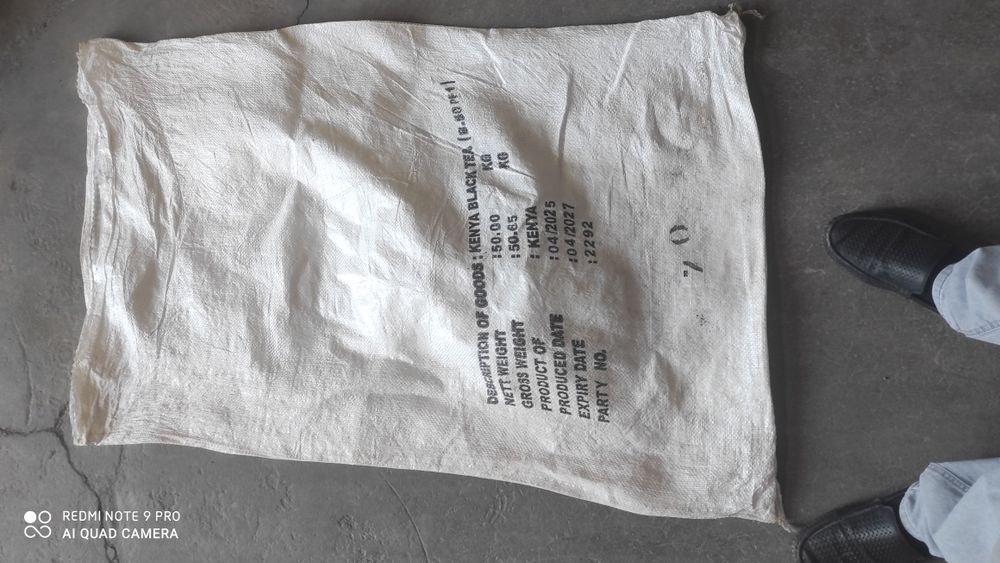 DESCRIPTION OF GOODS : KENYA BLACK TEA
NETT WEIGHT :50.00 KG
GROSS WEIGHT :50.65 KG
PRODUCT OF : KENYA
PRODUCED DATE :04/2025
EXPIRY DATE :04/2027
PARTY NO. :2292
REDMI NOTE 9 PRO
AI QUAD CAMERA